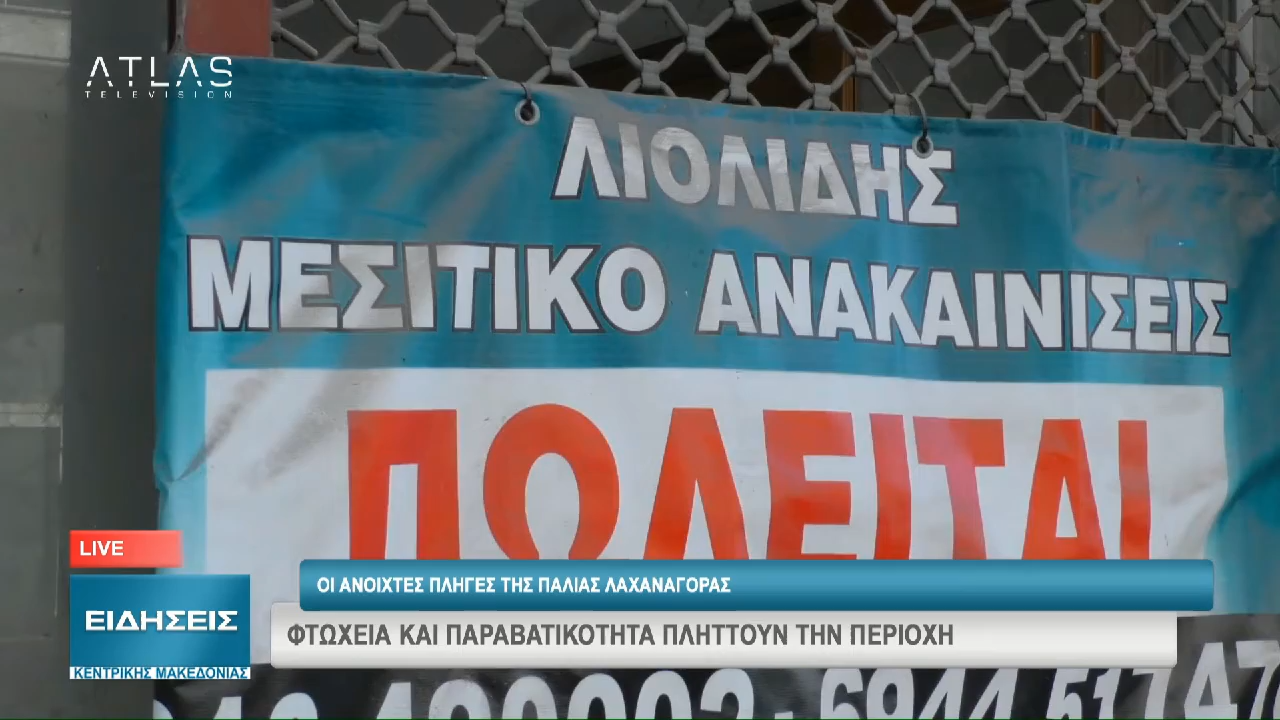 ATLAS
TELEVISION
ΛΙΟΛΙΔΗΣ
ΜΕΣΙΤΙΚΟ ΑΝΑΚΑΙΝΙΣΕΙΣ
ΠΩΛΕΙΤΑΙ
LIVE
ΟΙ ΑΝΟΙΧΤΕΣ ΠΛΗΓΕΣ ΤΗΣ ΠΑΛΙΑΣ ΛΑΧΑΝΑΓΟΡΑΣ
ΕΙΔΗΣΕΙΣ
ΦΤΩΧΕΙΑ ΚΑΙ ΠΑΡΑΒΑΤΙΚΟΤΗΤΑ ΠΛΗΤΤΟΥΝ ΤΗΝ ΠΕΡΙΟΧΗ
ΚΕΝΤΡΙΚΗΣ ΜΑΚΕΔΟΝΙΑΣ